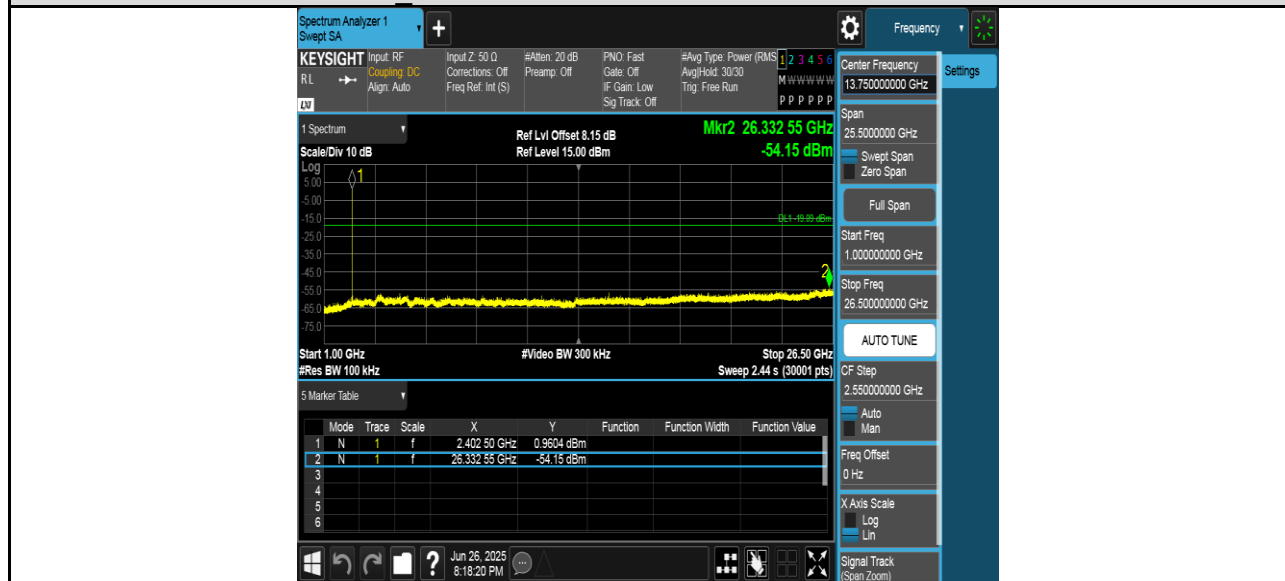 Spectrum Analyzer 1
Swept SA
+
Frequency
KEYSIGHT
RL
LXI
Input: RF
Coupling: DC
Align: Auto
Input Z: 50 Ω
Corrections: Off
Freq Ref: Int (S)
#Atten: 20 dB
Preamp: Off
PNO: Fast
Gate: Off
IF Gain: Low
Sig Track: Off
#Avg Type: Power (RMS
Avg|Hold: 30/30
Trig: Free Run
1 2 3 4 5 6
M W W W W W
P P P P P P
1 Spectrum
Scale/Div 10 dB
Ref Lvl Offset 8.15 dB
Ref Level 15.00 dBm
Mkr2 26.332 55 GHz
-54.15 dBm
Log
5.00
-5.00
-15.0
-25.0
-35.0
-45.0
-55.0
-65.0
-75.0
1
DL1 -19.09 dBm
2
Start 1.00 GHz
#Video BW 300 kHz
Stop 26.50 GHz
#Res BW 100 kHz
Sweep 2.44 s (30001 pts)
5 Marker Table
Mode Trace Scale X Y Function Function Width Function Value
1 N 1 f 2.402 50 GHz 0.9604 dBm
2 N 1 f 26.332 55 GHz -54.15 dBm
3
4
5
6
?
Jun 26, 2025
8:18:20 PM
Center Frequency
13.750000000 GHz
Settings
Span
25.5000000 GHz
Swept Span
Zero Span
Full Span
Start Freq
1.000000000 GHz
Stop Freq
26.500000000 GHz
AUTO TUNE
CF Step
2.550000000 GHz
Auto
Man
Freq Offset
0 Hz
X Axis Scale
Log
Lin
Signal Track
(Span Zoom)